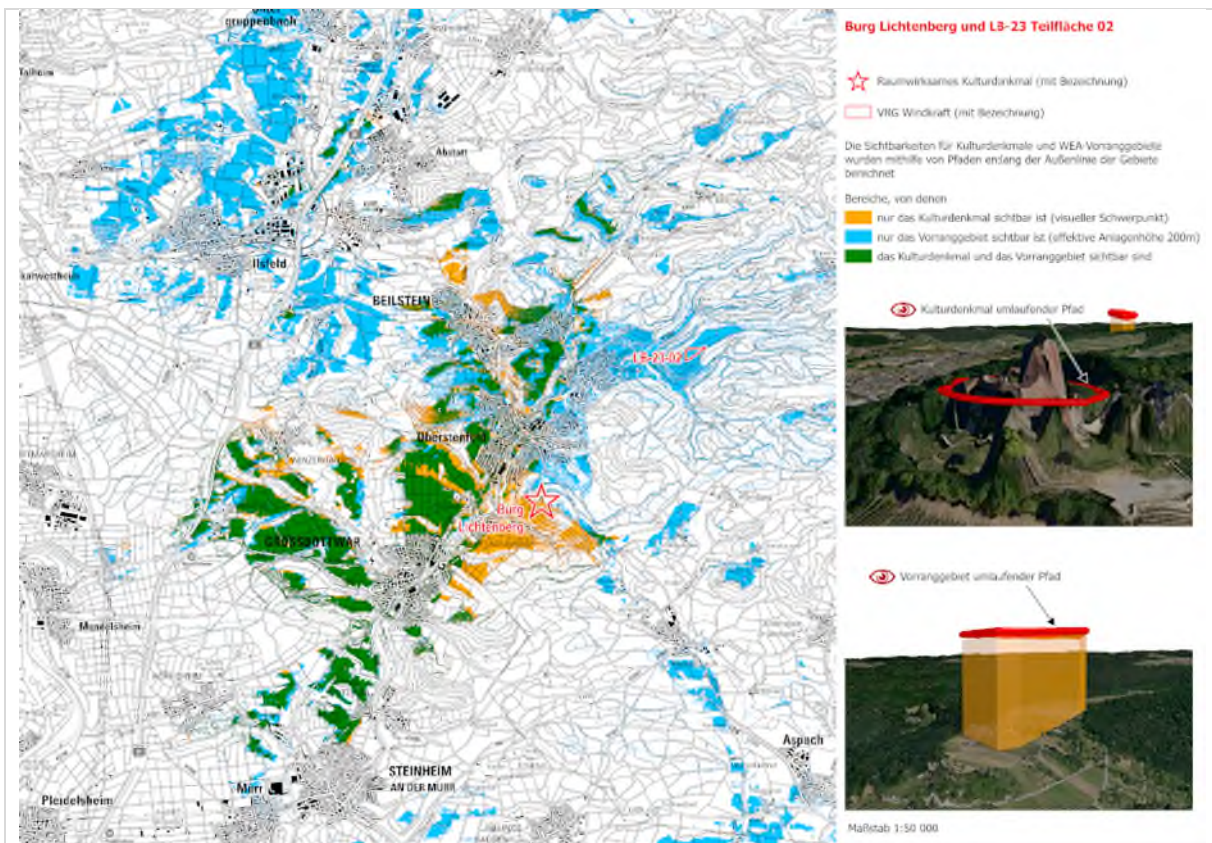 Unter
gruppenbach
Talheim
Abstatt
Ilsfeld
BEILSTEIN
LB-23-02
Oberstenfeld
Burg
Lichtenberg
GROSSBOTTWAR
Mundelsheim
STEINHEIM
AN DER MURR
Murr
Pleidelsheim
Aspach
Burg Lichtenberg und LB-23 Teilfläche 02
Raumwirksames Kulturdenkmal (mit Bezeichnung)
VRG Windkraft (mit Bezeichnung)
Die Sichtbarkeiten für Kulturdenkmale und WEA-Vorranggebiete
wurden mithilfe von Pfaden entlang der Außenlinie der Gebiete
berechnet
Bereiche, von denen
nur das Kulturdenkmal sichtbar ist (visueller Schwerpunkt)
nur das Vorranggebiet sichtbar ist (effektive Anlagenhöhe 200m)
das Kulturdenkmal und das Vorranggebiet sichtbar sind
Kulturdenkmal umlaufender Pfad
Vorranggebiet umlaufender Pfad
Maßstab 1:50 000